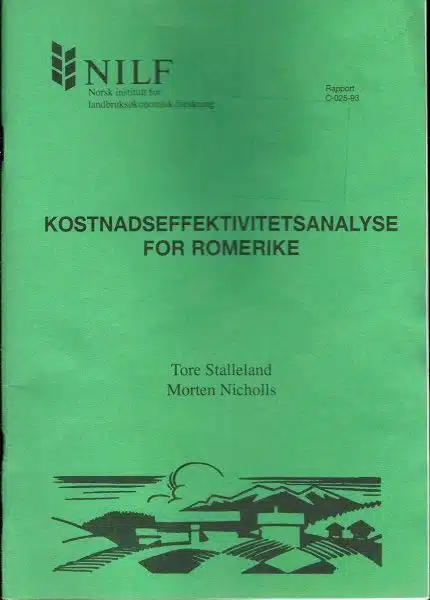 NILF
Norsk institutt for
landbruksøkonomisk forskning
Rapport
C-025-93
KOSTNADSEFFEKTIVITETSANALYSE
FOR ROMERIKE
Tore Stalleland
Morten Nicholls